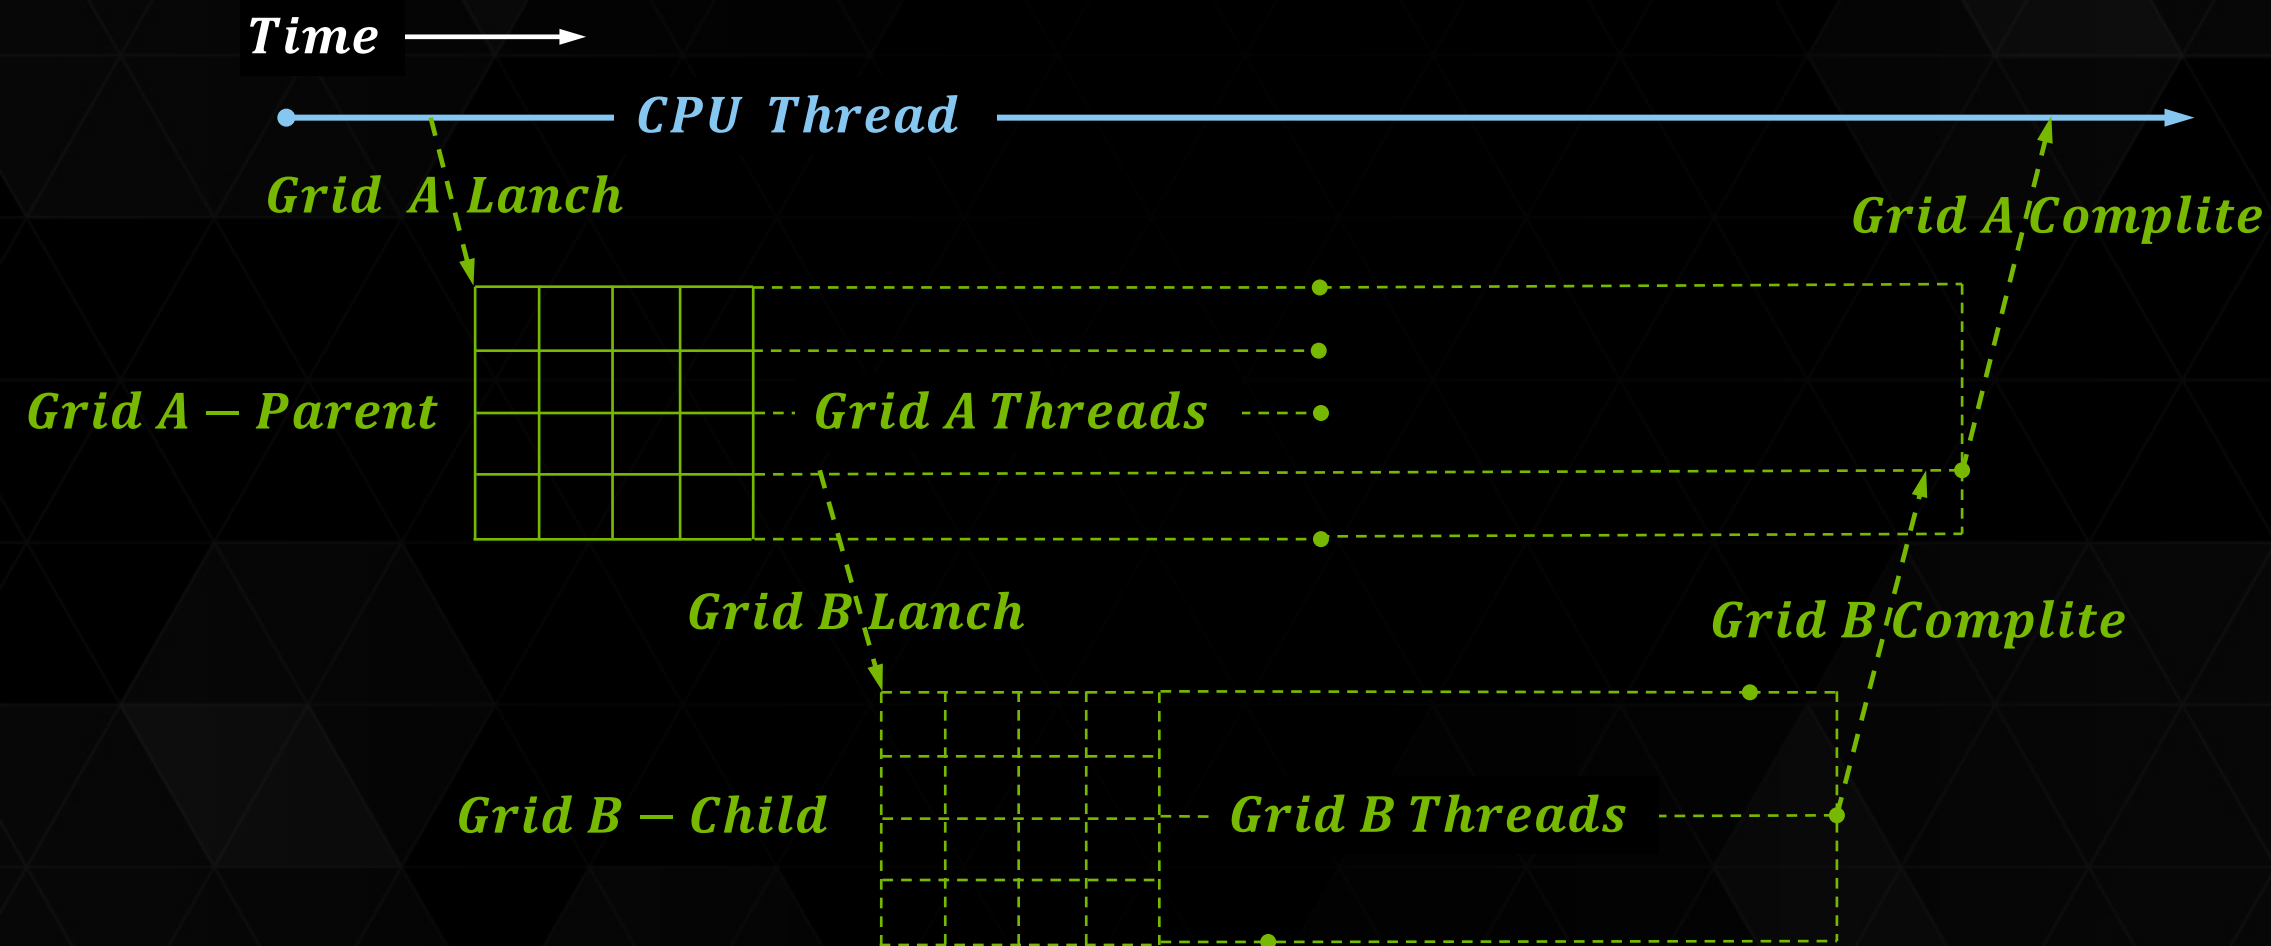 Time
CPU Thread
Grid A Lanch
Grid A Complite
Grid A — Parent
Grid A Threads
Grid B Lanch
Grid B Complite
Grid B — Child
Grid B Threads